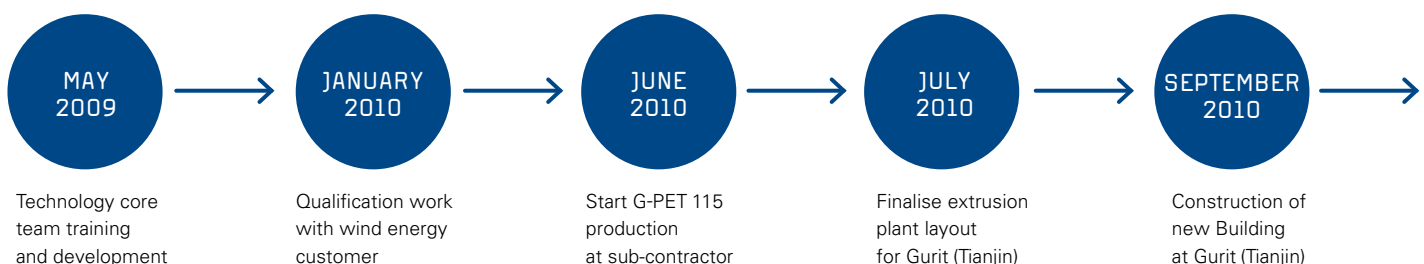 MAY
2009
JANUARY
2010
JUNE
2010
JULY
2010
SEPTEMBER
2010
Technology core
team training
and development
Qualification work
with wind energy
customer
Start G-PET 115
production
at sub-contractor
Finalise extrusion
plant layout
for Gurit (Tianjin)
Construction of
new Building
at Gurit (Tianjin)